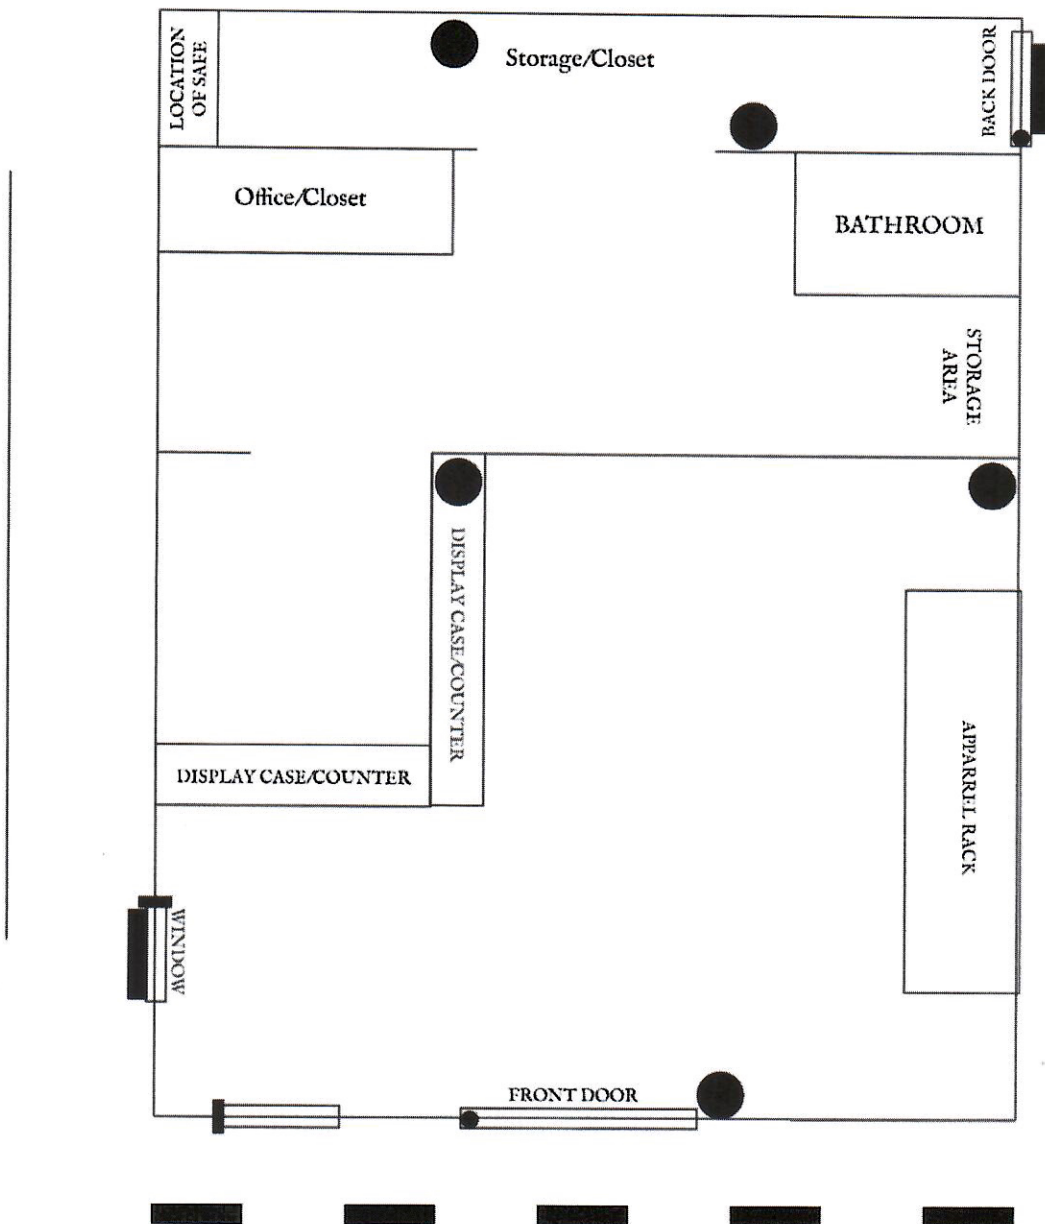 LOCATION
OF SAFE
Storage/Closet
BACK DOOR
Office/Closet
BATHROOM
STORAGE
AREA
DISPLAY CASE/COUNTER
DISPLAY CASE/COUNTER
APPARREL RACK
WINDOW
FRONT DOOR